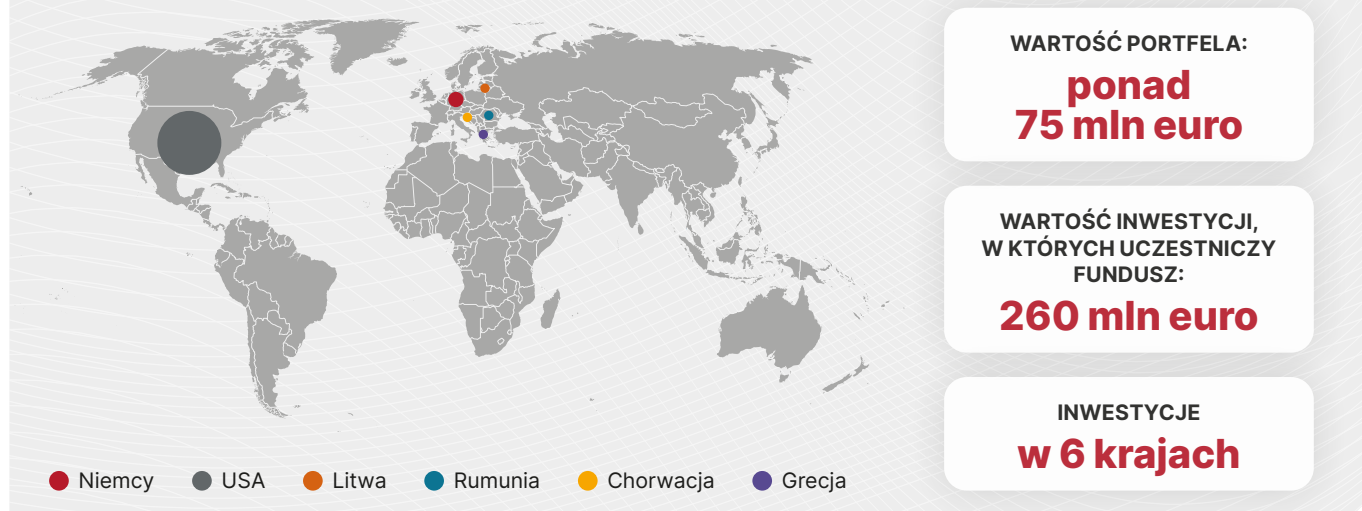 WARTOŚĆ PORTFELA:
ponad
75 mln euro
WARTOŚĆ INWESTYCJI,
W KTÓRYCH UCZESTNICZY
FUNDUSZ:
260 mln euro
INWESTYCJE
w 6 krajach
Niemcy USA Litwa Rumunia Chorwacja Grecja